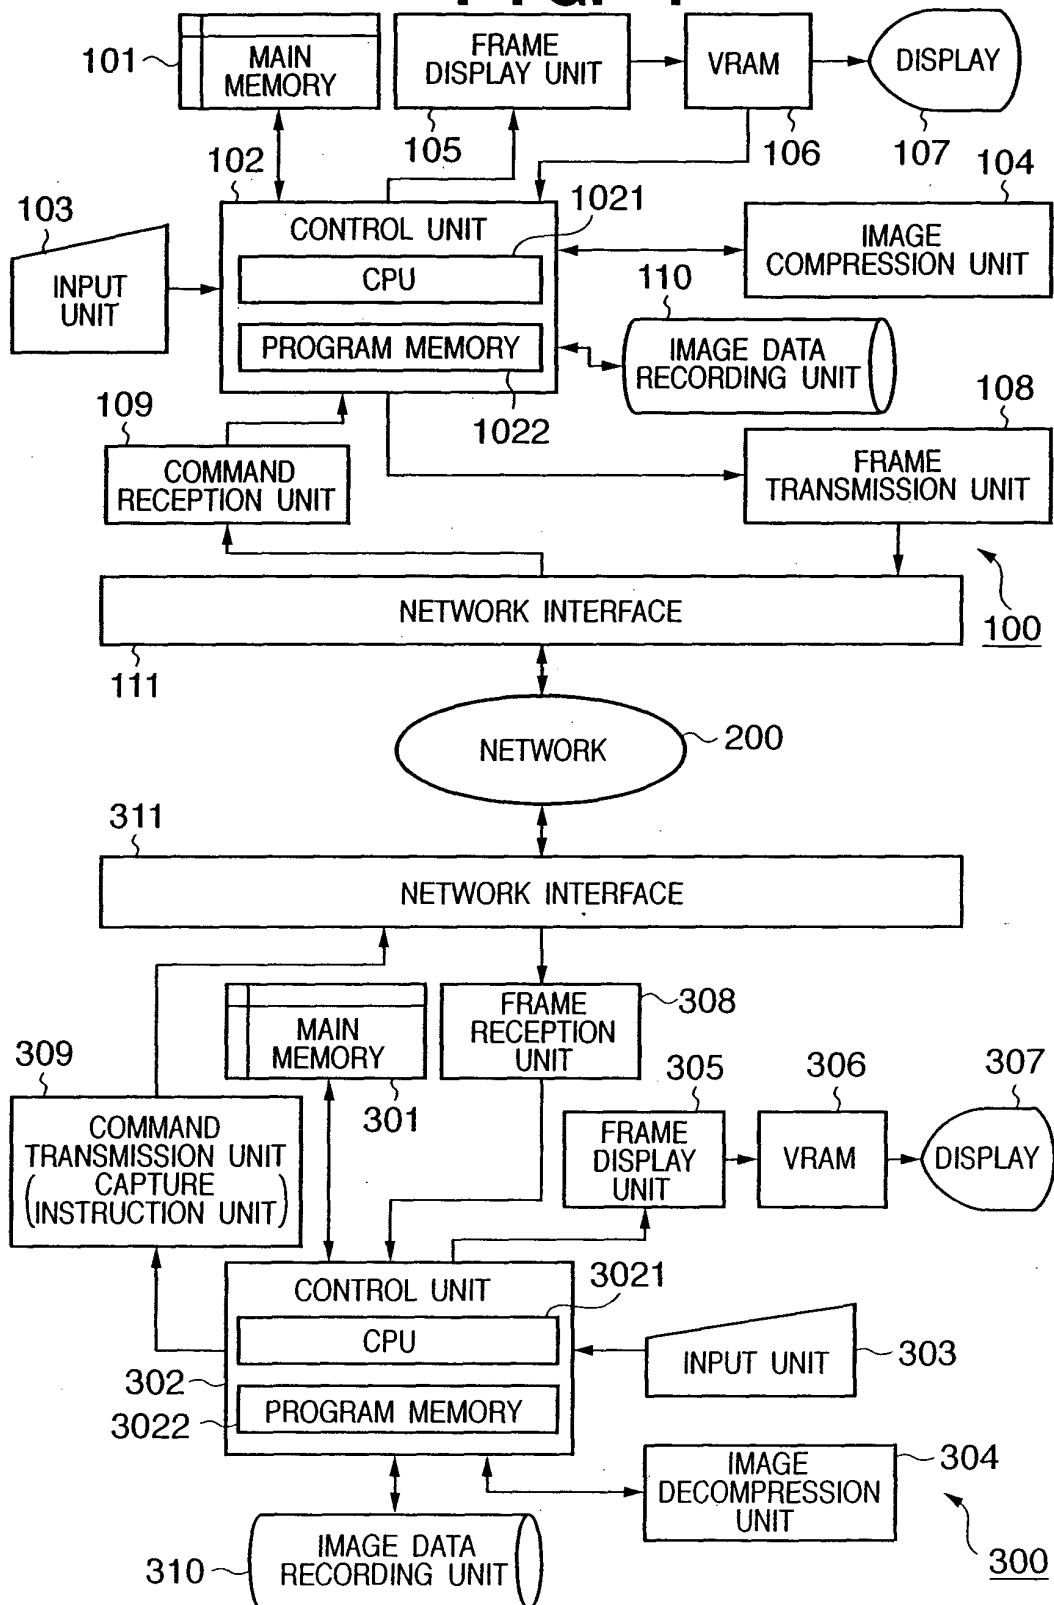 101
MAIN
MEMORY
FRAME
DISPLAY UNIT
VRAM
DISPLAY
105
106
107
102
104
103
1021
CONTROL UNIT
CPU
IMAGE
COMPRESSION UNIT
INPUT
UNIT
110
PROGRAM MEMORY
IMAGE DATA
RECORDING UNIT
109
1022
108
COMMAND
RECEPTION UNIT
FRAME
TRANSMISSION UNIT
NETWORK INTERFACE
100
111
NETWORK
200
311
NETWORK INTERFACE
MAIN
MEMORY
FRAME
RECEPTION
UNIT
308
309
301
305
306
307
COMMAND
TRANSMISSION UNIT
(CAPTURE
INSTRUCTION UNIT)
FRAME
DISPLAY
UNIT
VRAM
DISPLAY
CONTROL UNIT
3021
CPU
INPUT UNIT
303
302
PROGRAM MEMORY
3022
IMAGE
DECOMPRESSION
UNIT
304
310
IMAGE DATA
RECORDING UNIT
300